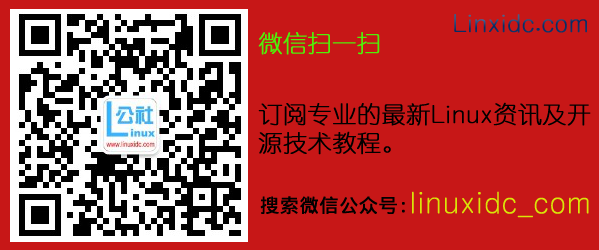 公社
Linux
www.linuxidc.com
Linxidc.com
微信扫一扫
订阅专业的最新Linux资讯及开
源技术教程。
搜索微信公众号:linuxidc_com